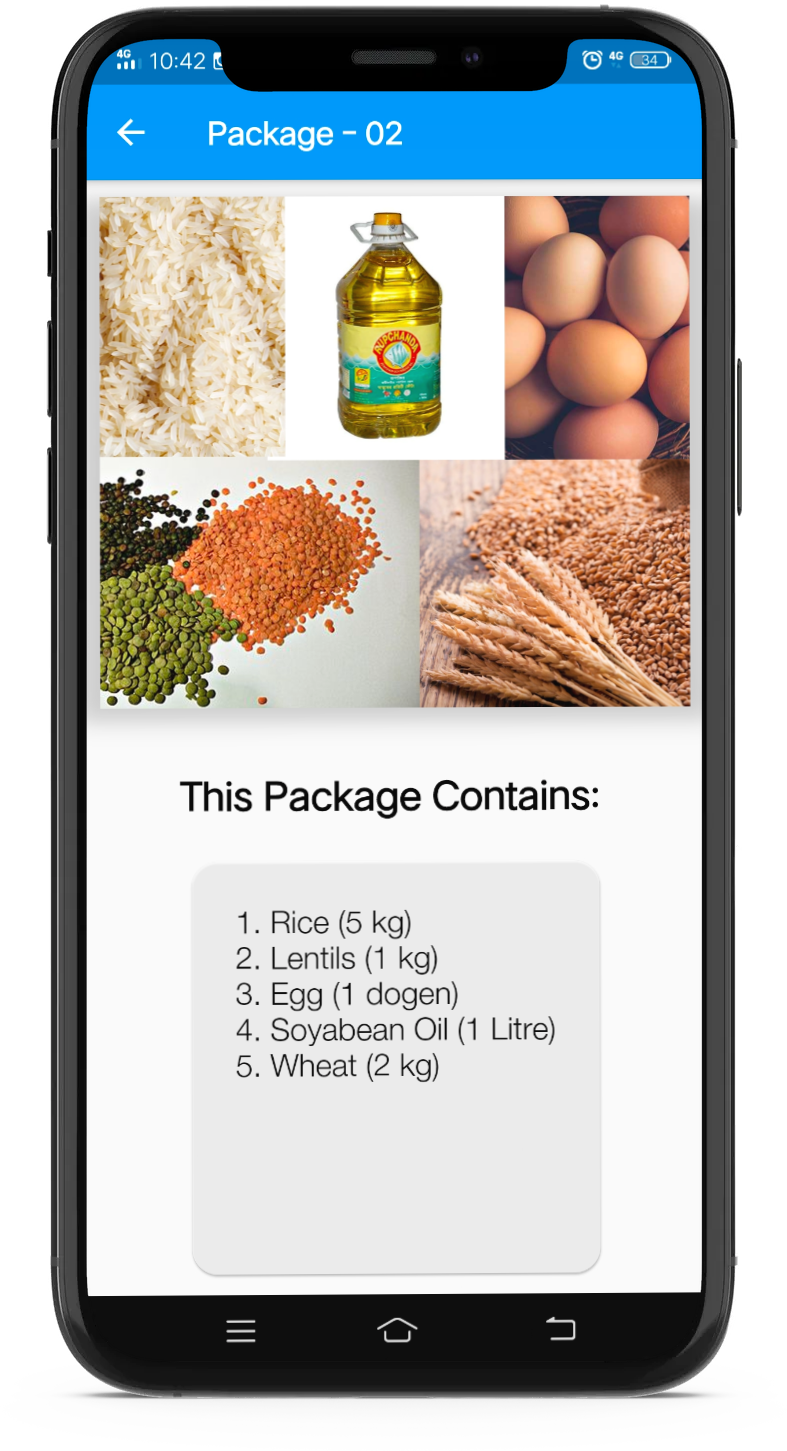 4G 10:42 4G 34
Package - 02
RUPCHANDA
This Package Contains:
1. Rice (5 kg)
2. Lentils (1 kg)
3. Egg (1 dogen)
4. Soyabean Oil (1 Litre)
5. Wheat (2 kg)